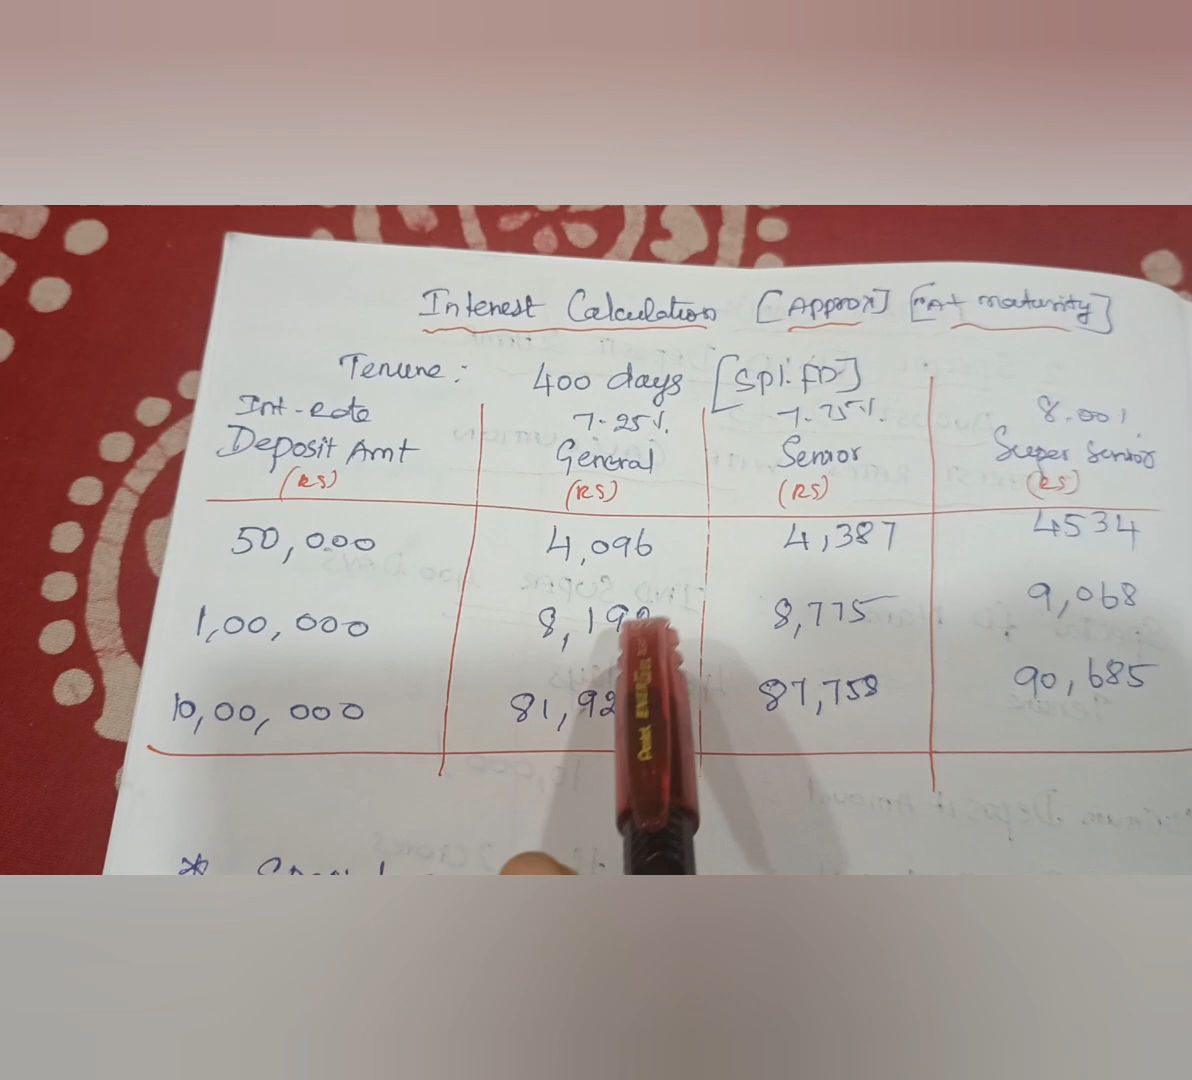 Interest Calculation [Approx] [At maturity]
Tenure: 400 days [Spl. FD]
Int-Rate 7.25% 7.75% 8.00%
Deposit Amt General Senior Super Senior
(RS) (RS) (RS) (RS)
50,000 4,096 4,387 4534
1,00,000 8,775 9,068
10,00,000 87,758 90,685
Pentel ENERGEL